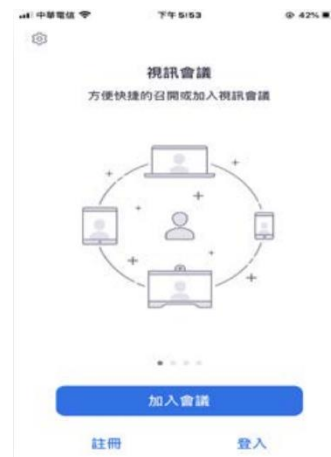 中華電信 下午5:53 42%
視訊會議
方便快捷的召開或加入視訊會議
加入會議
註冊 登入